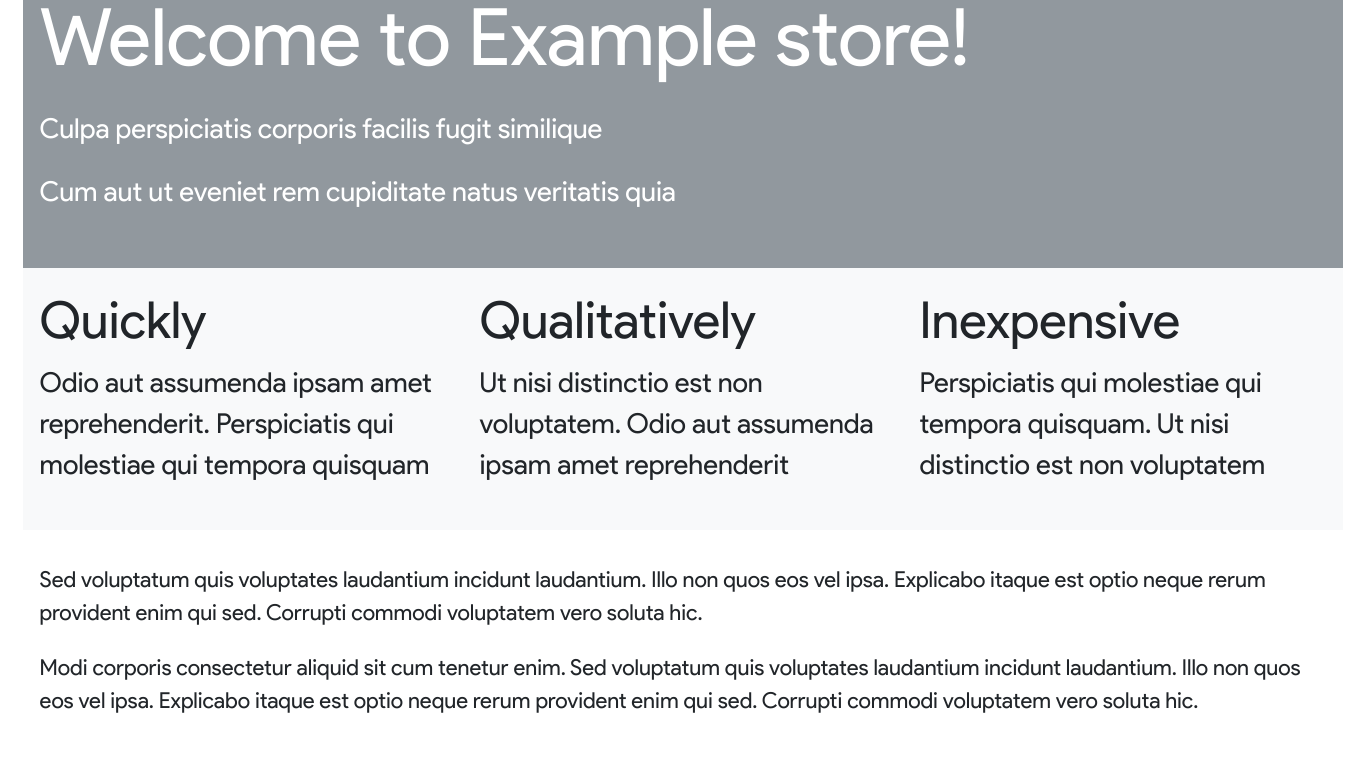 Welcome to Example store!
Culpa perspiciatis corporis facilis fugit similique
Cum aut ut eveniet rem cupiditate natus veritatis quia
Quickly
Odio aut assumenda ipsam amet
reprehenderit. Perspiciatis qui
molestiae qui tempora quisquam
Qualitatively
Ut nisi distinctio est non
voluptatem. Odio aut assumenda
ipsam amet reprehenderit
Inexpensive
Perspiciatis qui molestiae qui
tempora quisquam. Ut nisi
distinctio est non voluptatem
Sed voluptatum quis voluptates laudantium incidunt laudantium. Illo non quos eos vel ipsa. Explicabo itaque est optio neque rerum
provident enim qui sed. Corrupti commodi voluptatem vero soluta hic.
Modi corporis consectetur aliquid sit cum tenetur enim. Sed voluptatum quis voluptates laudantium incidunt laudantium. Illo non quos
eos vel ipsa. Explicabo itaque est optio neque rerum provident enim qui sed. Corrupti commodi voluptatem vero soluta hic.